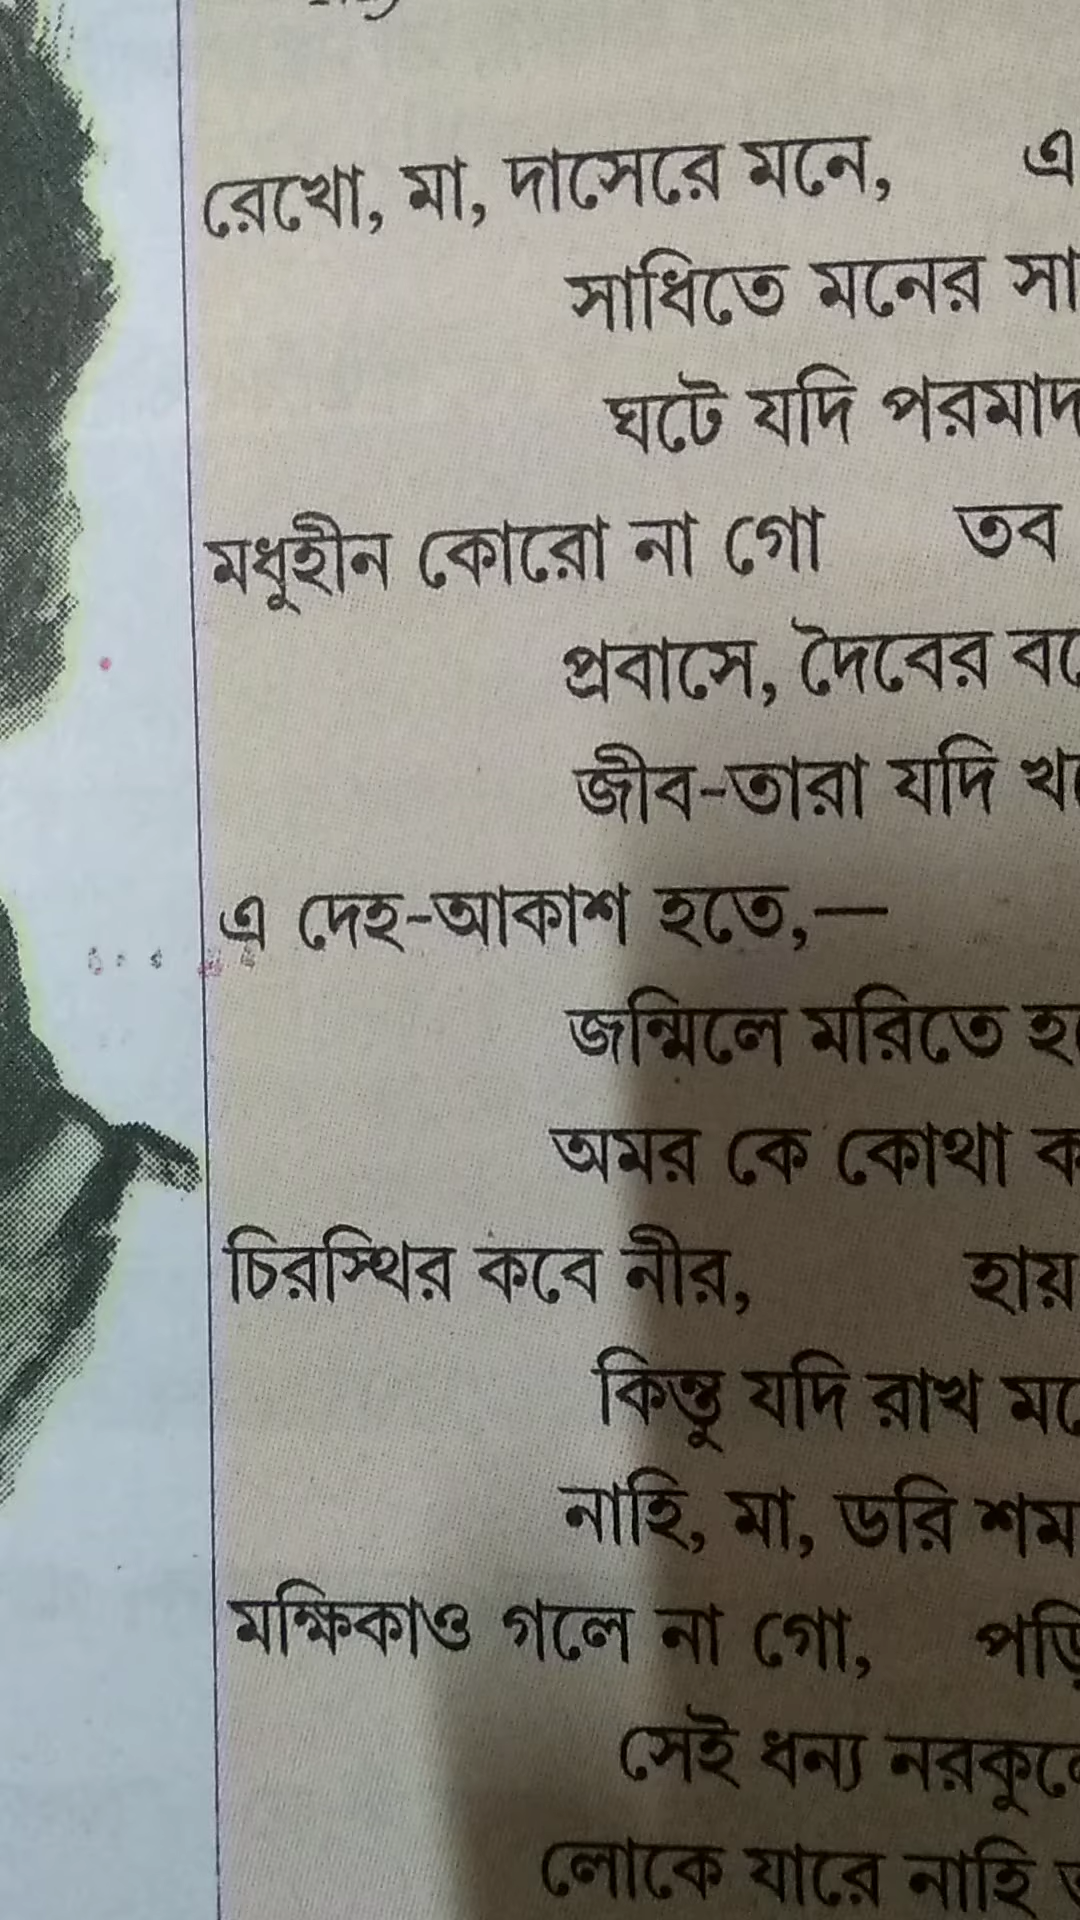 রেখো, মা, দাসেরে মনে, এ
সাধিতে মনের সা
ঘটে যদি পরমাদ
মধুহীন কোরো না গো তব
প্রবাসে, দৈবের
জীব-তারা যদি
এ দেহ-আকাশ হতে,—
জন্মিলে মরিতে
অমর কে কোথা ক
চিরস্থির কবে নীর, হায়
কিন্তু যদি রাখ
নাহি, মা, ডরি শম
মক্ষিকাও গলে না গো,
সেই ধন্য
লোকে যারে নাহি